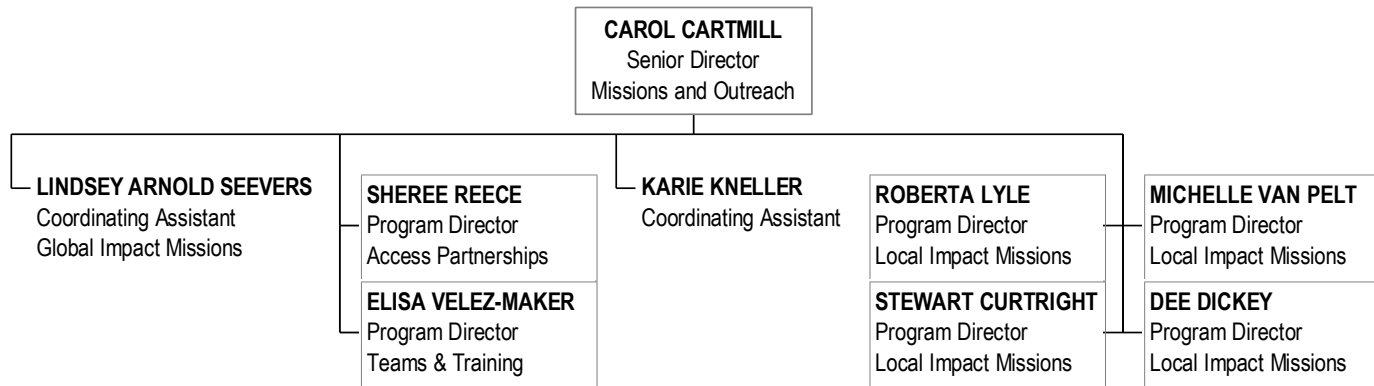 CAROL CARTMILL
Senior Director
Missions and Outreach
LINDSEY ARNOLD SEEVERS
Coordinating Assistant
Global Impact Missions
SHEREE REECE
Program Director
Access Partnerships
ELISA VELEZ-MAKER
Program Director
Teams & Training
KARIE KNELLER
Coordinating Assistant
ROBERTA LYLE
Program Director
Local Impact Missions
STEWART CURTRIGHT
Program Director
Local Impact Missions
MICHELLE VAN PELT
Program Director
Local Impact Missions
DEE DICKEY
Program Director
Local Impact Missions